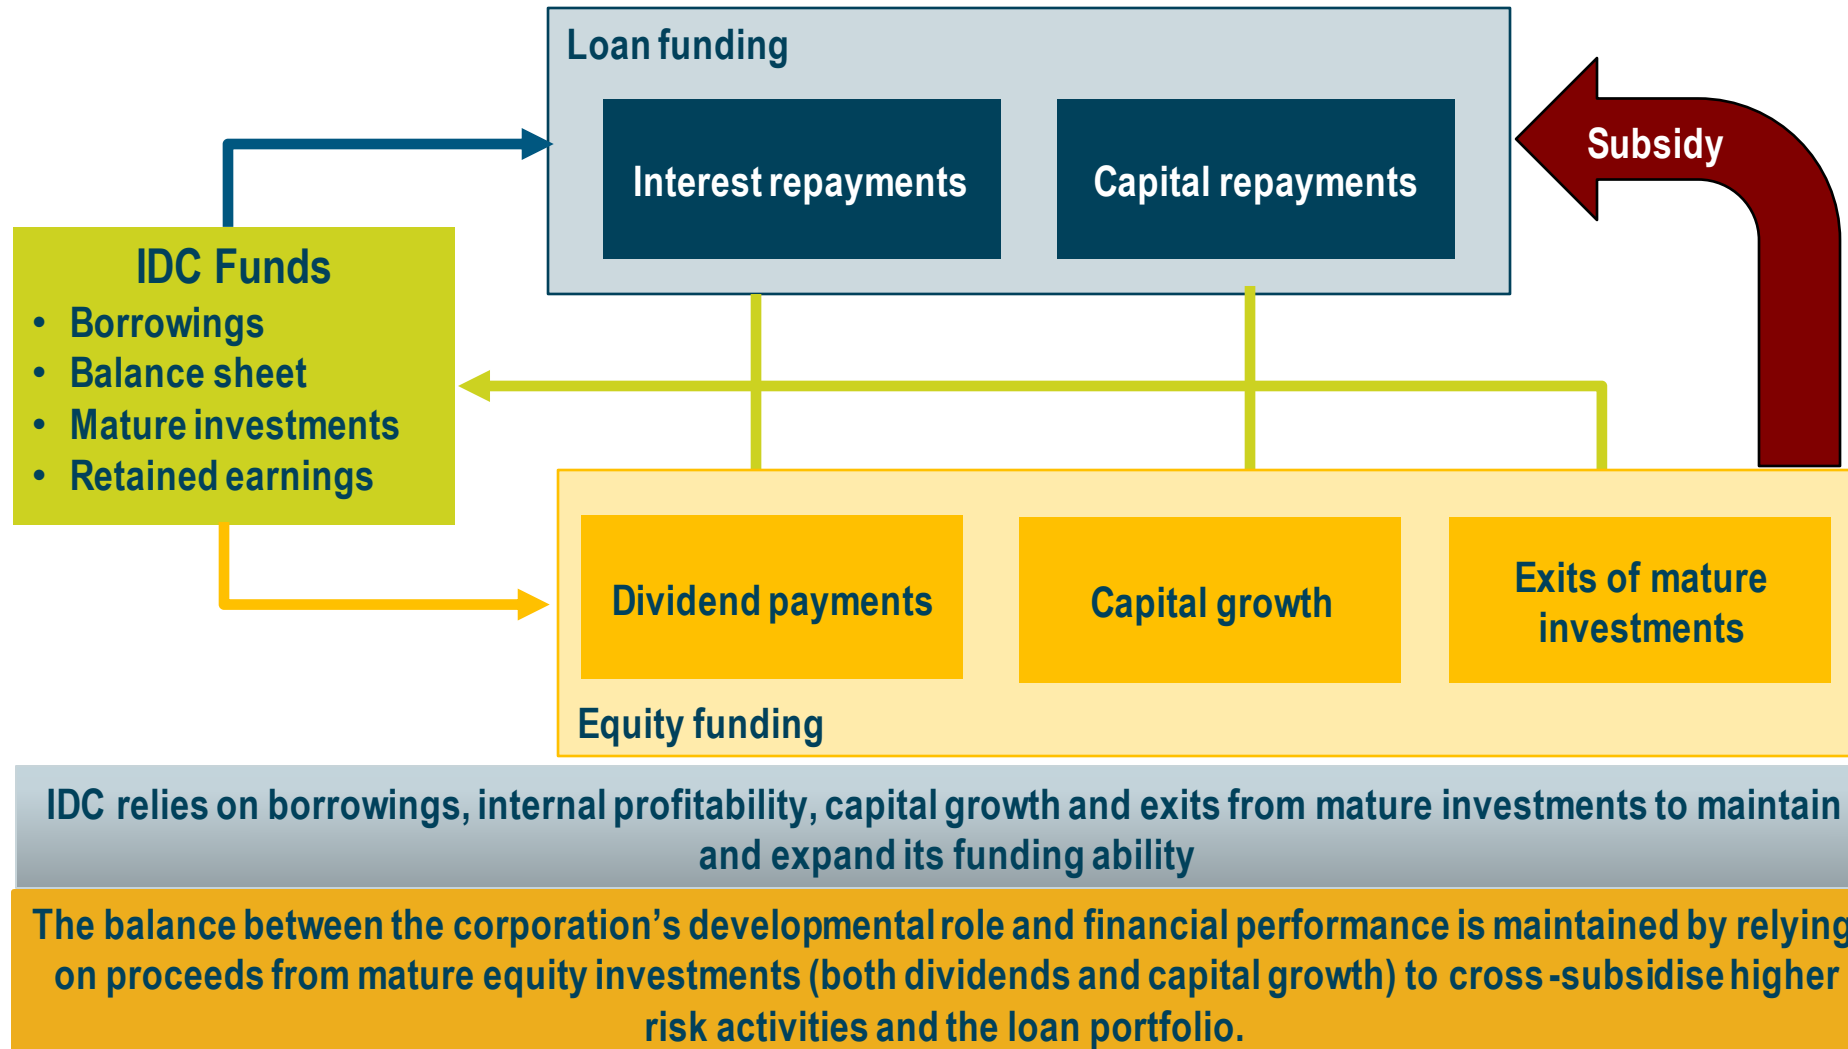 Loan funding
Interest repayments
Capital repayments
Subsidy
IDC Funds
• Borrowings
• Balance sheet
• Mature investments
• Retained earnings
Dividend payments
Capital growth
Exits of mature
investments
Equity funding
IDC relies on borrowings, internal profitability, capital growth and exits from mature investments to maintain
and expand its funding ability
The balance between the corporation’s developmental role and financial performance is maintained by relying
on proceeds from mature equity investments (both dividends and capital growth) to cross-subsidise higher
risk activities and the loan portfolio.